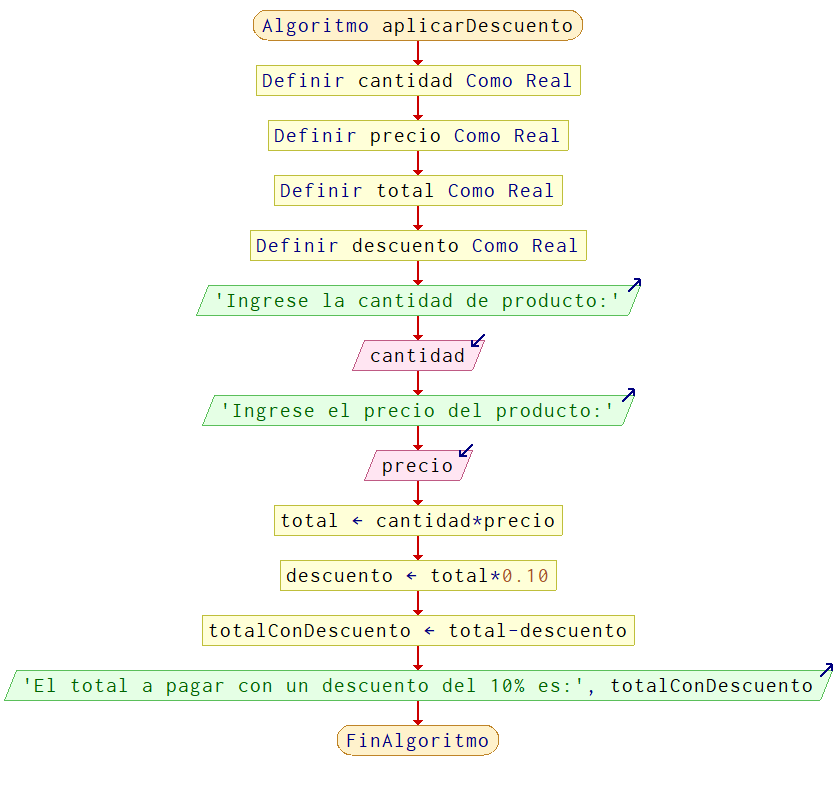 Algoritmo aplicarDescuento
Definir cantidad Como Real
Definir precio Como Real
Definir total Como Real
Definir descuento Como Real
'Ingrese la cantidad de producto:'
cantidad
'Ingrese el precio del producto:'
precio
total ← cantidad*precio
descuento ← total*0.10
totalConDescuento ← total-descuento
'El total a pagar con un descuento del 10% es:', totalConDescuento
FinAlgoritmo